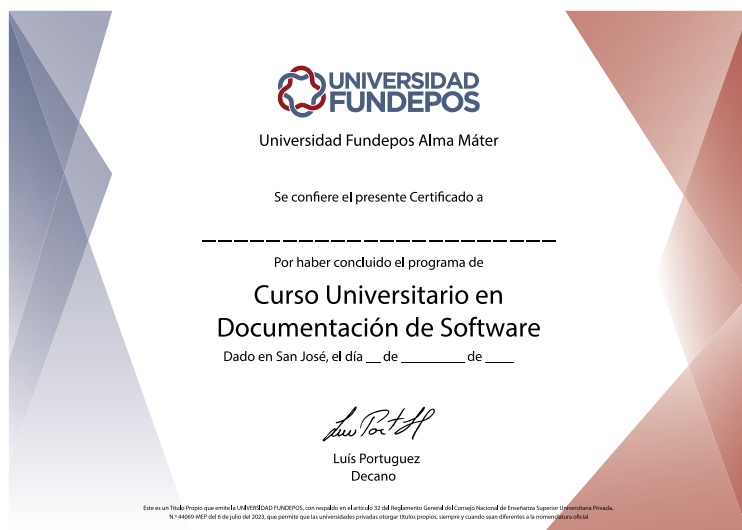 UNIVERSIDAD
FUNDEPOS
Universidad Fundepos Alma Máter
Se confiere el presente Certificado a
Por haber concluido el programa de
Curso Universitario en
Documentación de Software
Dado en San José, el día __ de ________ de ____
Luís Portuguez
Decano
Este es un Título Propio que emite la UNIVERSIDAD FUNDEPOS, con respaldo en el artículo 32 del Reglamento General del Consejo Nacional de Enseñanza Superior Universitaria Privada,
N.º 44069-MEP del 6 de julio del 2023, que permite que las universidades privadas otorgar títulos propios, siempre y cuando sean diferentes a la nomenclatura oficial